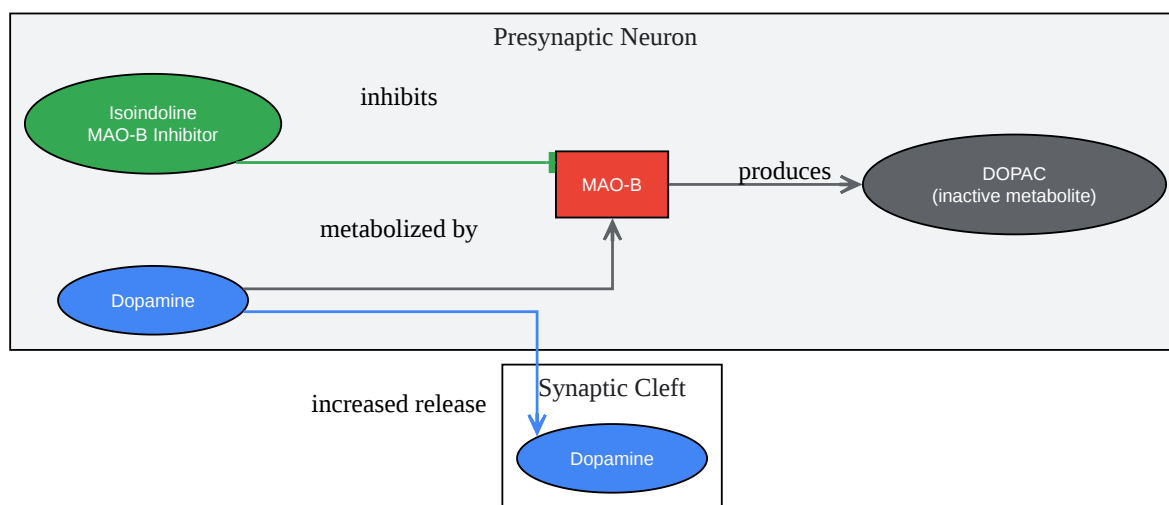 Presynaptic Neuron
Isoindoline
MAO-B Inhibitor
inhibits
MAO-B
produces
DOPAC
(inactive metabolite)
metabolized by
Dopamine
increased release
Synaptic Cleft
Dopamine